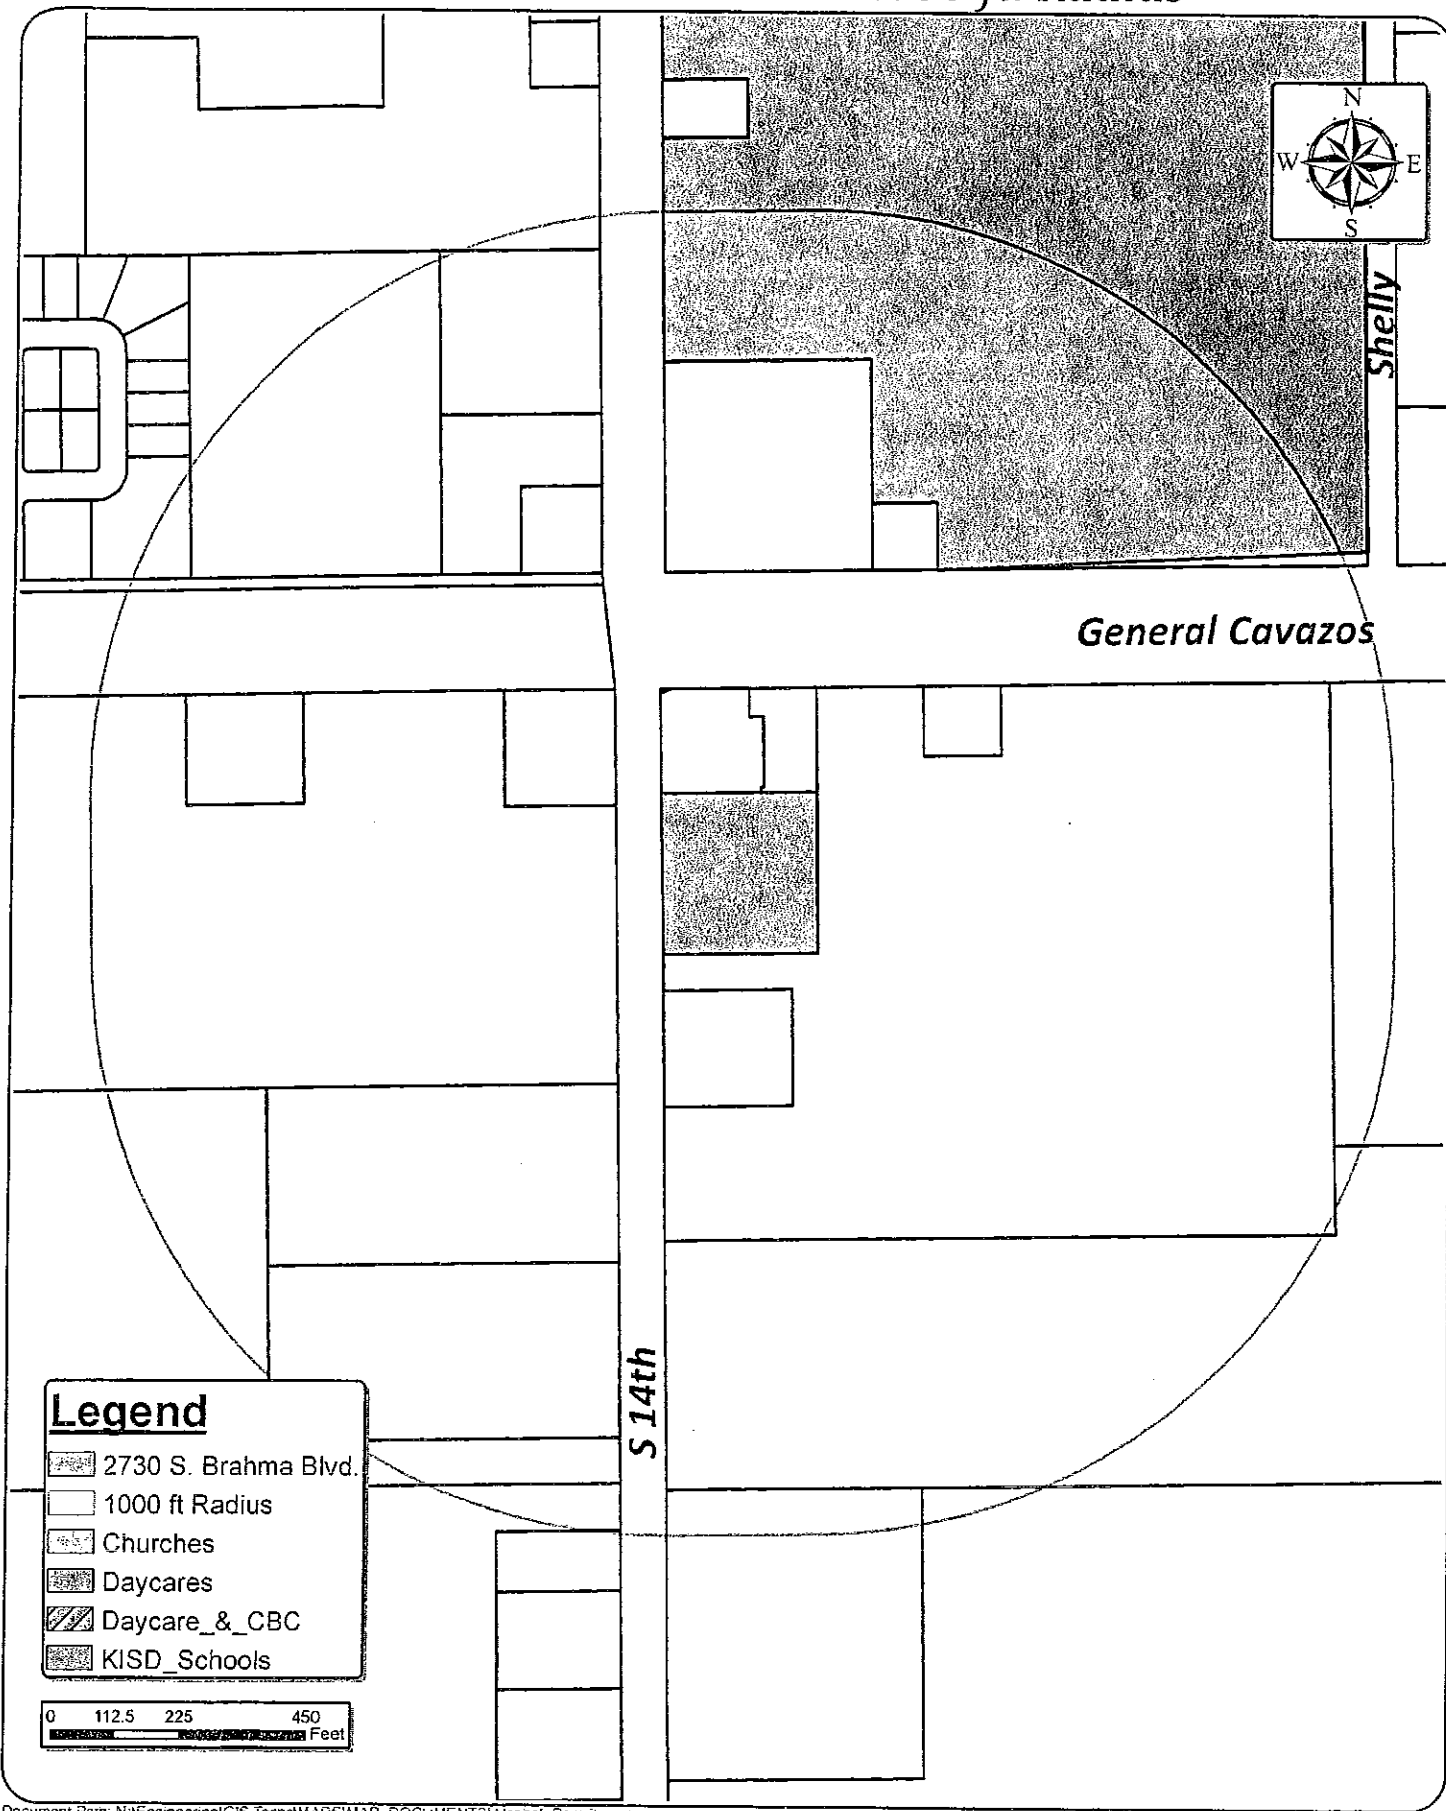 N
W E
S
Shelly
General Cavazos
S 14th
Legend
2730 S. Brahma Blvd.
1000 ft Radius
Churches
Daycares
Daycare_&_CBC
KISD_Schools
0 112.5 225 450
Feet